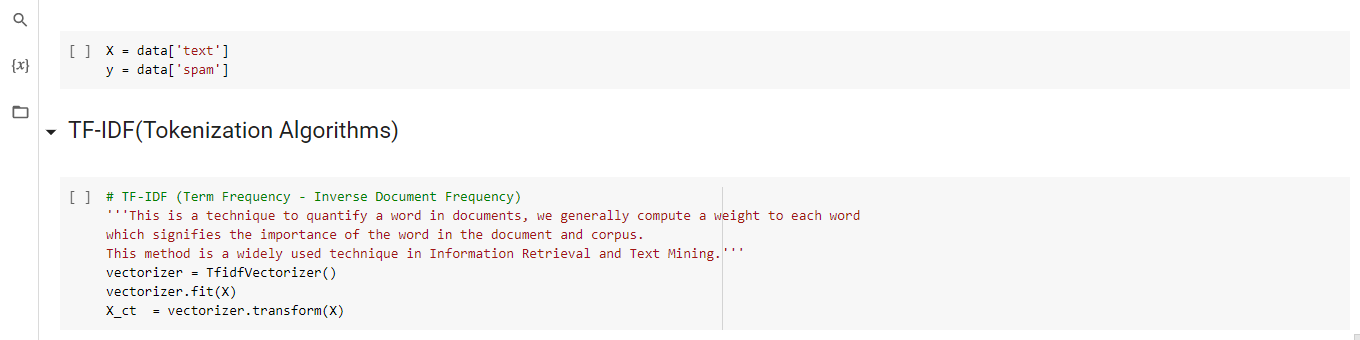 [ ] X = data['text']
y = data['spam']
{x}
TF-IDF(Tokenization Algorithms)
[ ] # TF-IDF (Term Frequency - Inverse Document Frequency)
'''This is a technique to quantify a word in documents, we generally compute a weight to each word
which signifies the importance of the word in the document and corpus.
This method is a widely used technique in Information Retrieval and Text Mining.'''
vectorizer = TfidfVectorizer()
vectorizer.fit(X)
X_ct  = vectorizer.transform(X)